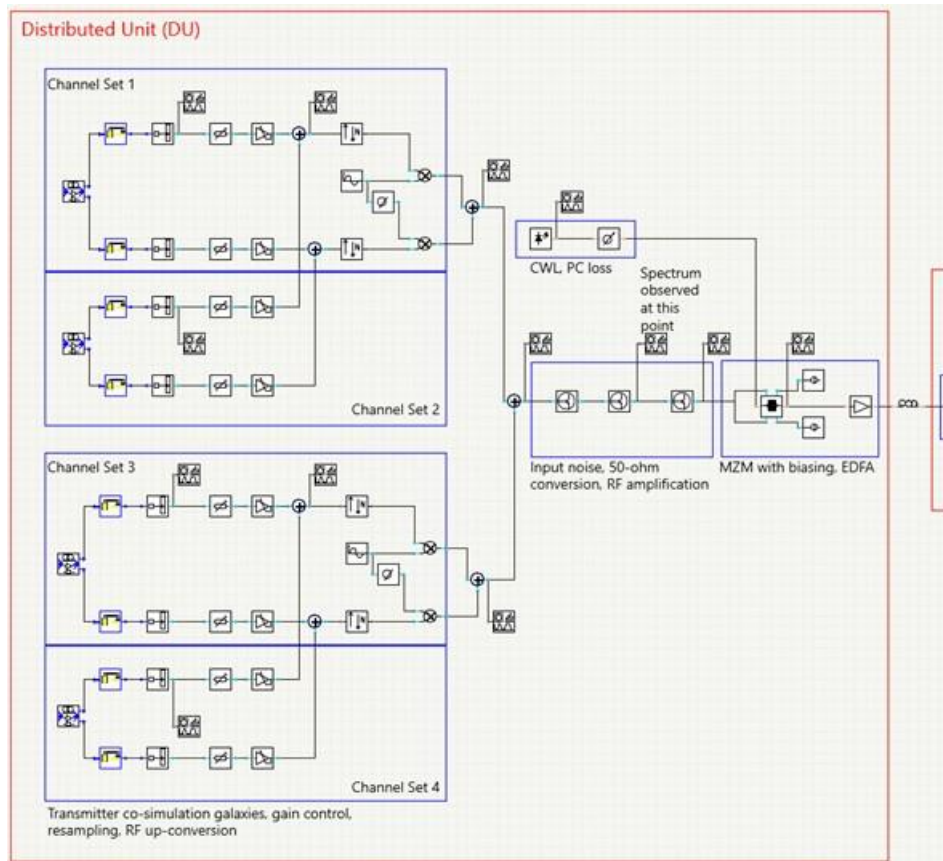 Distributed Unit (DU)
Channel Set 1
Channel Set 2
CWL, PC loss
Spectrum
observed
at this
point
Input noise, 50-ohm
conversion, RF amplification
MZM with biasing, EDFA
Channel Set 3
Channel Set 4
Transmitter co-simulation galaxies, gain control,
resampling, RF up-conversion